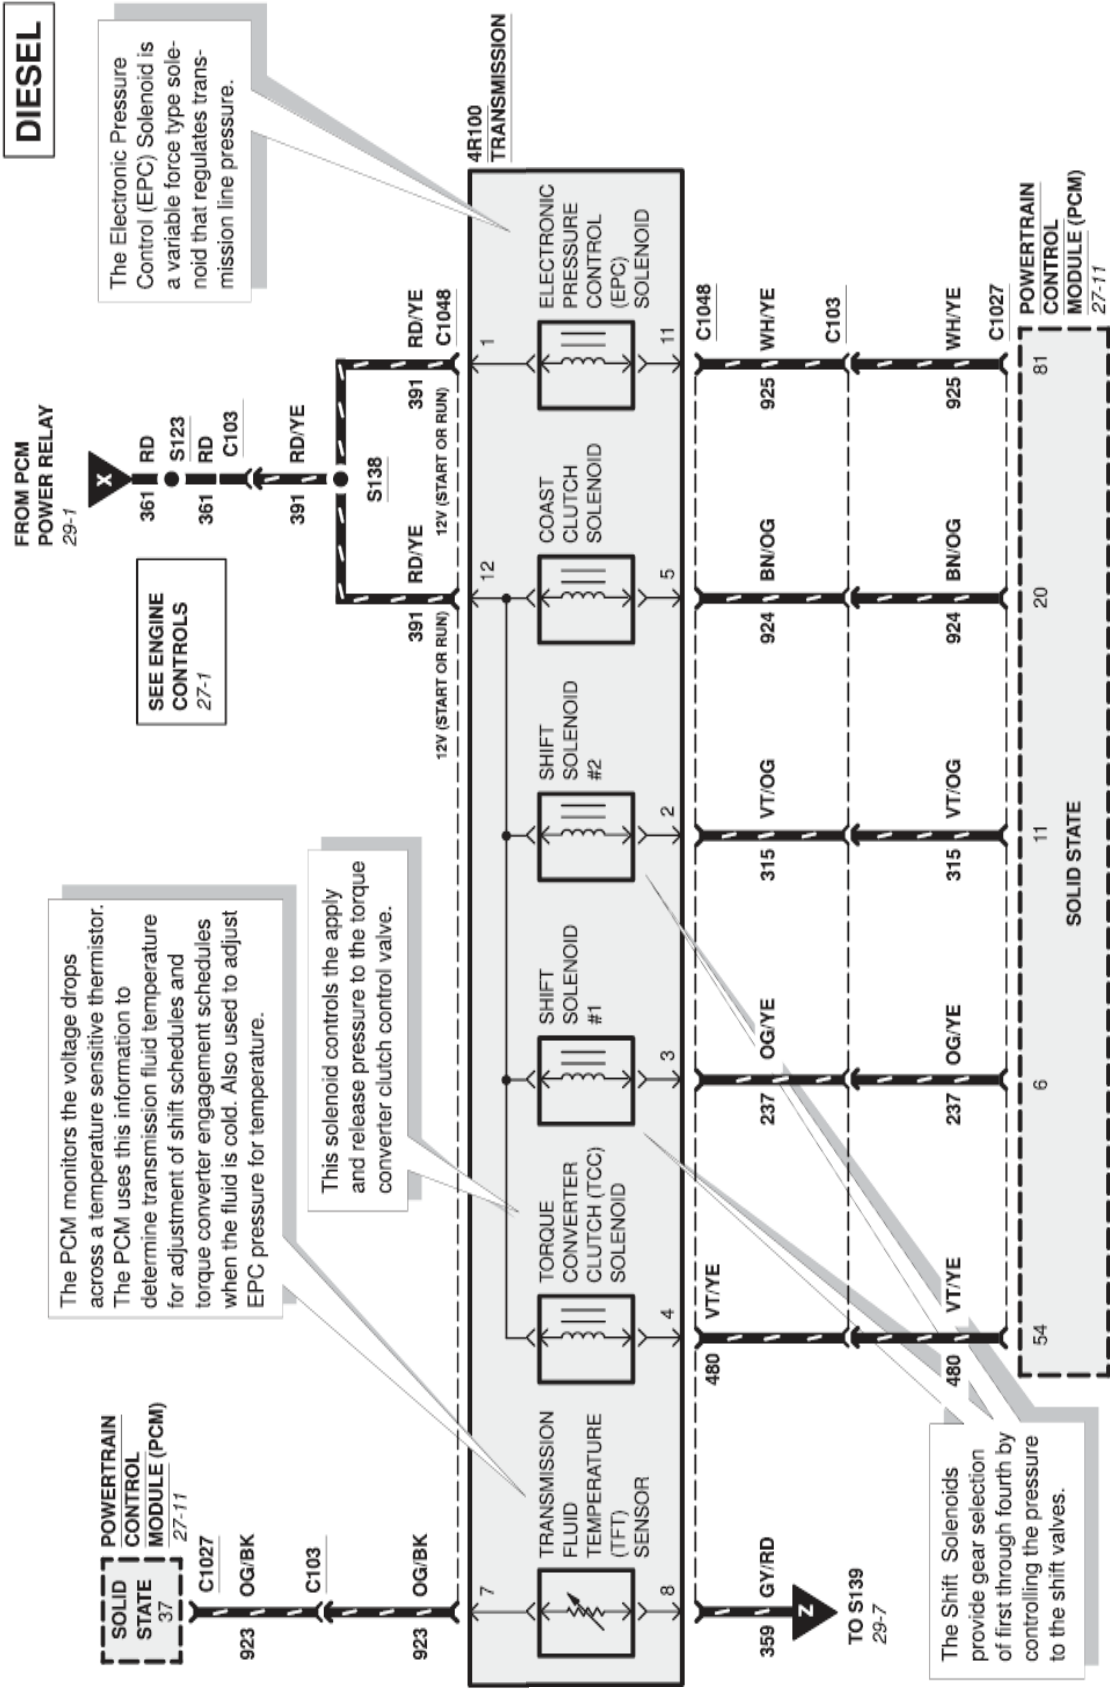 DIESEL
The Electronic Pressure
Control (EPC) Solenoid is
a variable force type sole-
noid that regulates trans-
mission line pressure.
FROM PCM
POWER RELAY
29-1
X
361 RD
S123
361 RD
C103
391 RD/YE
S138
SEE ENGINE
CONTROLS
27-1
391 RD/YE
12V (START OR RUN)
391 RD/YE
C1048
12V (START OR RUN)
The PCM monitors the voltage drops
across a temperature sensitive thermistor.
The PCM uses this information to
determine transmission fluid temperature
for adjustment of shift schedules and
torque converter engagement schedules
when the fluid is cold. Also used to adjust
EPC pressure for temperature.
This solenoid controls the apply
and release pressure to the torque
converter clutch control valve.
POWERTRAIN
CONTROL
MODULE (PCM)
27-11
SOLID
STATE
37
C1027
923 OG/BK
C103
923 OG/BK
4R100
TRANSMISSION
7
12
1
TRANSMISSION
FLUID
TEMPERATURE
(TFT)
SENSOR
TORQUE
CONVERTER
CLUTCH (TCC)
SOLENOID
SHIFT
SOLENOID
#1
SHIFT
SOLENOID
#2
COAST
CLUTCH
SOLENOID
ELECTRONIC
PRESSURE
CONTROL
(EPC)
SOLENOID
8
4
3
2
5
11
C1048
359 GY/RD
Z
TO S139
29-7
480 VT/YE
237 OG/YE
315 VT/OG
924 BN/OG
925 WH/YE
C103
480 VT/YE
237 OG/YE
315 VT/OG
924 BN/OG
925 WH/YE
C1027
54
6
11
20
81
SOLID STATE
POWERTRAIN
CONTROL
MODULE (PCM)
27-11
The Shift Solenoids
provide gear selection
of first through fourth by
controlling the pressure
to the shift valves.